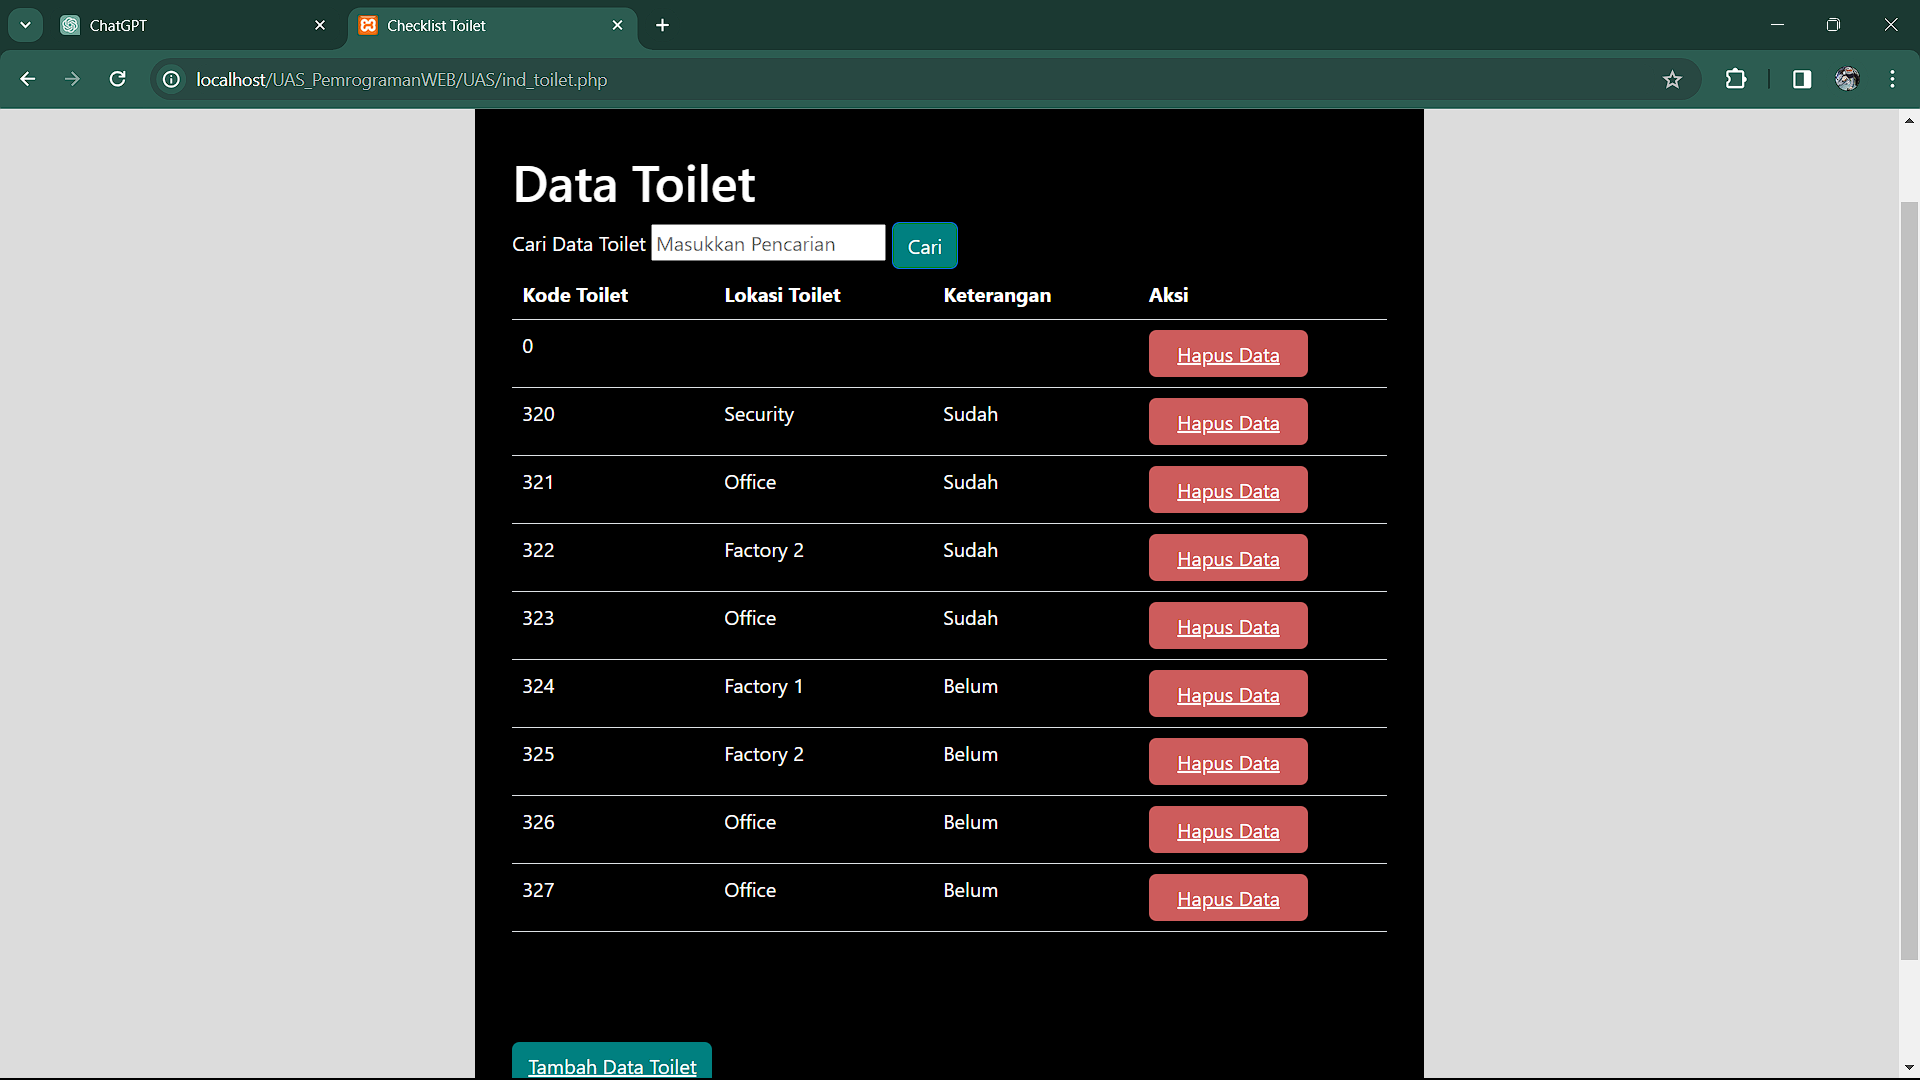 ChatGPT
Checklist Toilet
localhost/UAS_PemrogramanWEB/UAS/ind_toilet.php
Data Toilet
Cari Data Toilet Masukkan Pencarian Cari
Kode Toilet Lokasi Toilet Keterangan Aksi
0 Hapus Data
320 Security Sudah Hapus Data
321 Office Sudah Hapus Data
322 Factory 2 Sudah Hapus Data
323 Office Sudah Hapus Data
324 Factory 1 Belum Hapus Data
325 Factory 2 Belum Hapus Data
326 Office Belum Hapus Data
327 Office Belum Hapus Data
Tambah Data Toilet